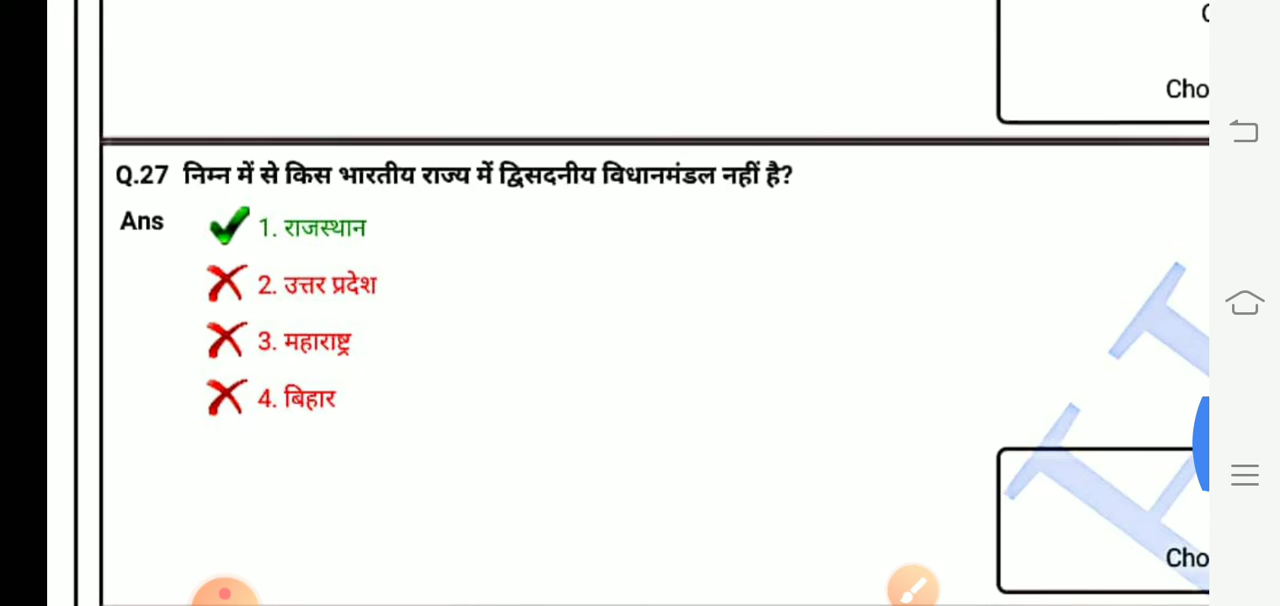 Cho
Q.27 निम्न में से किस भारतीय राज्य में द्विसदनीय विधानमंडल नहीं है?
Ans 1. राजस्थान
2. उत्तर प्रदेश
3. महाराष्ट्र
4. बिहार
Cho